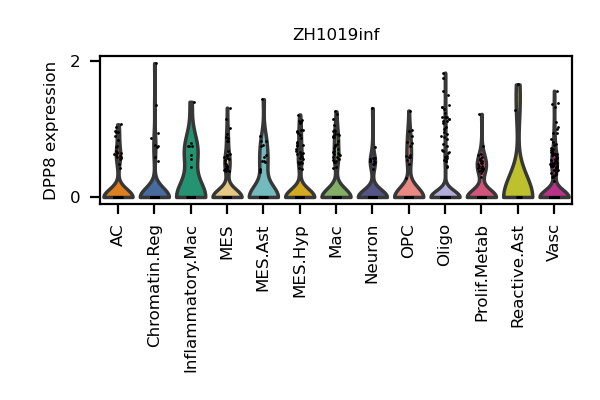 ZH1019inf
DPP8 expression
2
0
AC
Chromatin.Reg
Inflammatory.Mac
MES
MES.Ast
MES.Hyp
Mac
Neuron
OPC
Oligo
Prolif.Metab
Reactive.Ast
Vasc